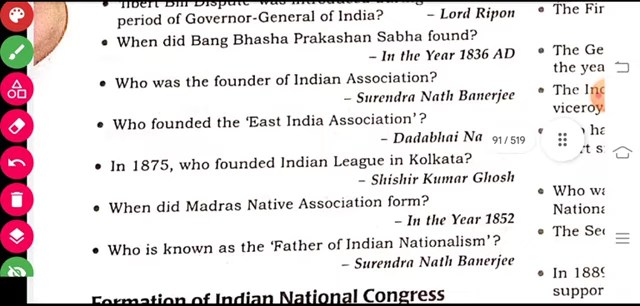 period of Governor-General of India?
– Lord Ripon
• When did Bang Bhasha Prakashan Sabha found?
– In the Year 1836 AD
• Who was the founder of Indian Association?
– Surendra Nath Banerjee
• Who founded the ‘East India Association’?
– Dadabhai Na
91 / 519
• In 1875, who founded Indian League in Kolkata?
– Shishir Kumar Ghosh
• When did Madras Native Association form?
– In the Year 1852
• Who is known as the ‘Father of Indian Nationalism’?
– Surendra Nath Banerjee
Formation of Indian National Congress
• The Fir
• The Ge
the yea
• The In
viceroy
ha
• Who wa
Nationa
• The Sec
• In 1889
suppor